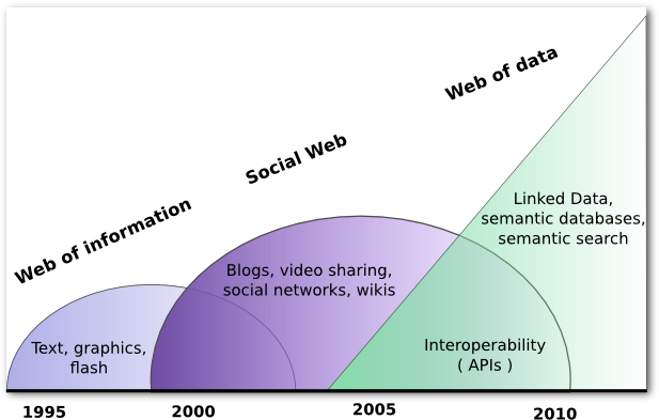 Web of data
Social Web
Web of information
Linked Data,
semantic databases,
semantic search
Blogs, video sharing,
social networks, wikis
Text, graphics,
flash
Interoperability
( APIs )
1995
2000
2005
2010